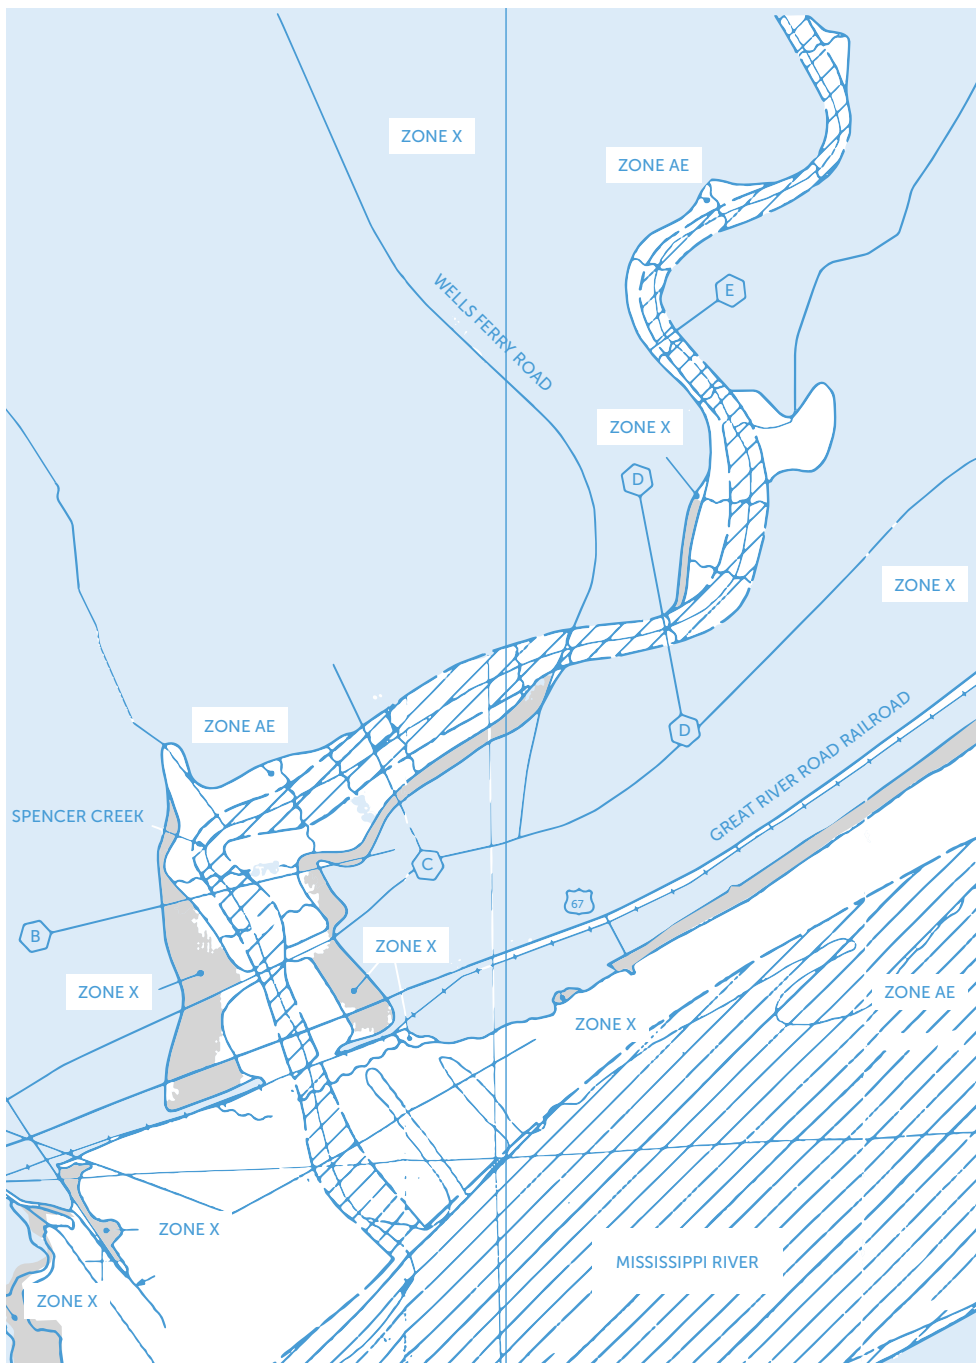 ZONE X
ZONE AE
E
WELLS FERRY ROAD
ZONE X
D
ZONE X
D
GREAT RIVER ROAD RAILROAD
ZONE AE
SPENCER CREEK
C
67
B
ZONE X
ZONE X
ZONE AE
ZONE X
ZONE X
MISSISSIPPI RIVER
ZONE X